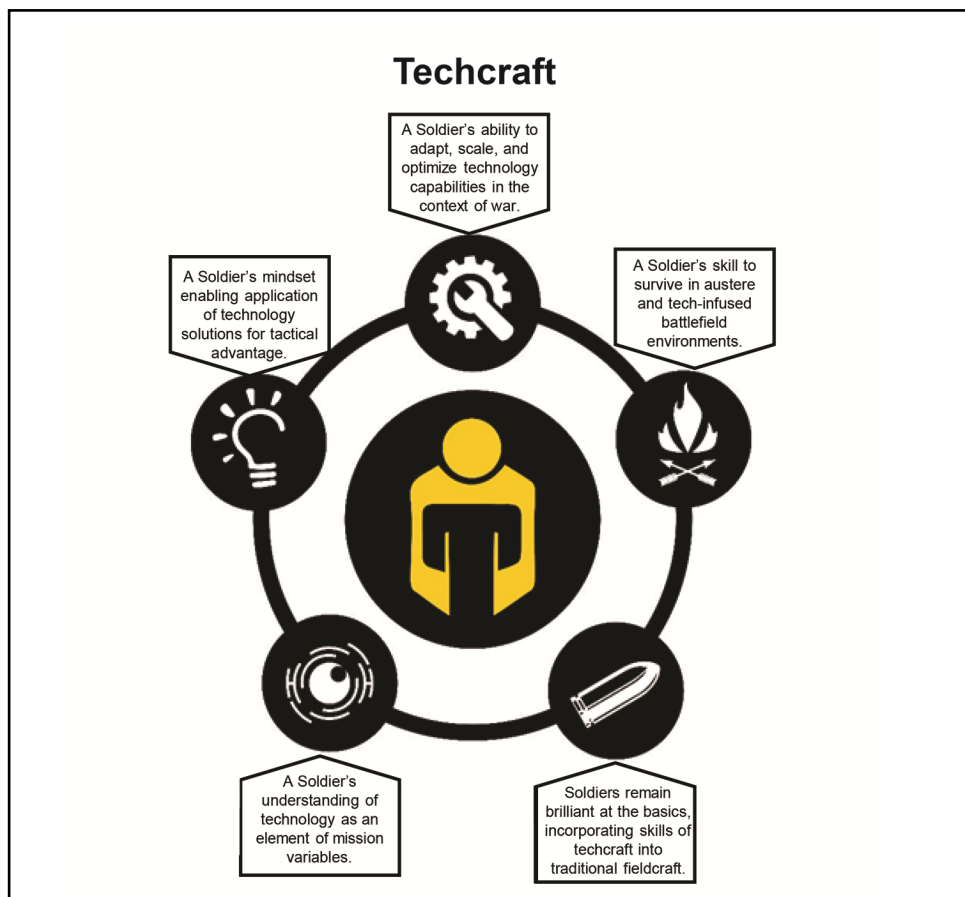 Techcraft
A Soldier's ability to
adapt, scale, and
optimize technology
capabilities in the
context of war.
A Soldier's mindset
enabling application
of technology
solutions for tactical
advantage.
A Soldier's skill to
survive in austere
and tech-infused
battlefield
environments.
A Soldier's
understanding of
technology as an
element of mission
variables.
Soldiers remain
brilliant at the basics,
incorporating skills of
techcraft into
traditional fieldcraft.